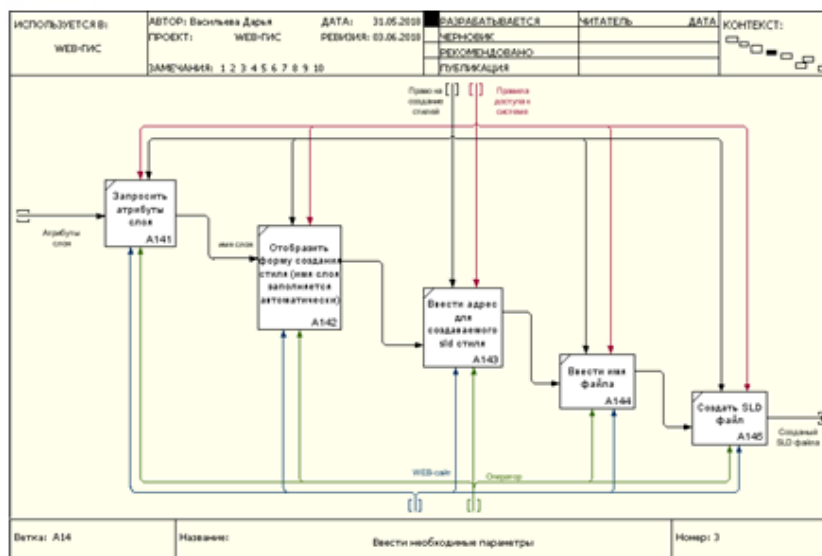 ИСПОЛЬЗУЕТСЯ В:
WEB-ГИС
АВТОР: Васильева Дарья
ДАТА: 31.05.2018
ПРОЕКТ: WEB-ГИС
РЕВИЗИЯ: 03.06.2018
ЗАМЕЧАНИЯ: 1 2 3 4 5 6 7 8 9 10
РАЗРАБАТЫВАЕТСЯ
ЧЕРНОВИК
РЕКОМЕНДОВАНО
ПУБЛИКАЦИЯ
ЧИТАТЕЛЬ
ДАТА
КОНТЕКСТ:
Право на
создание
стилей
Правила
доступа к
системе
Запросить
атрибуты
слоя
A141
Атрибуты
слоя
имя слоя
Отобразить
форму создания
стиля (имя слоя
заполняется
автоматически)
A142
Ввести адрес
для
создаваемого
sld стиля
A143
Ввести имя
файла
A144
Создать SLD
файл
A145
Созданый
SLD файла
WEB-сайт
Оператор
Ветка: A14
Название:
Ввести необходимые параметры
Номер: 3